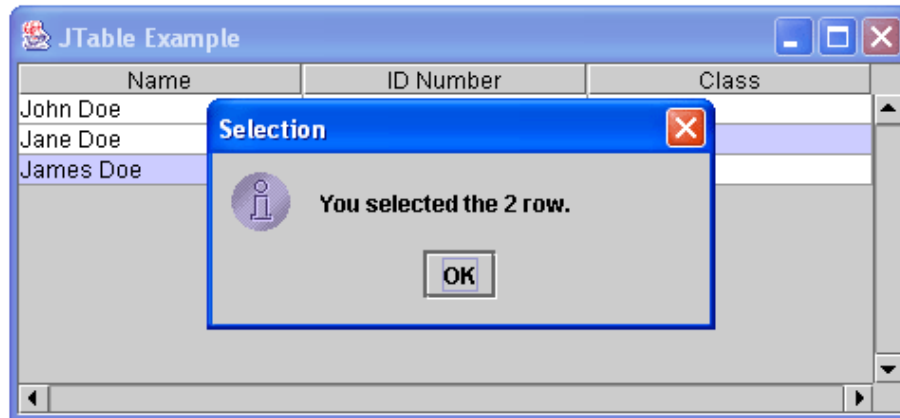 JTable Example
Name ID Number Class
John Doe
Jane Doe
James Doe
Selection
You selected the 2 row.
OK